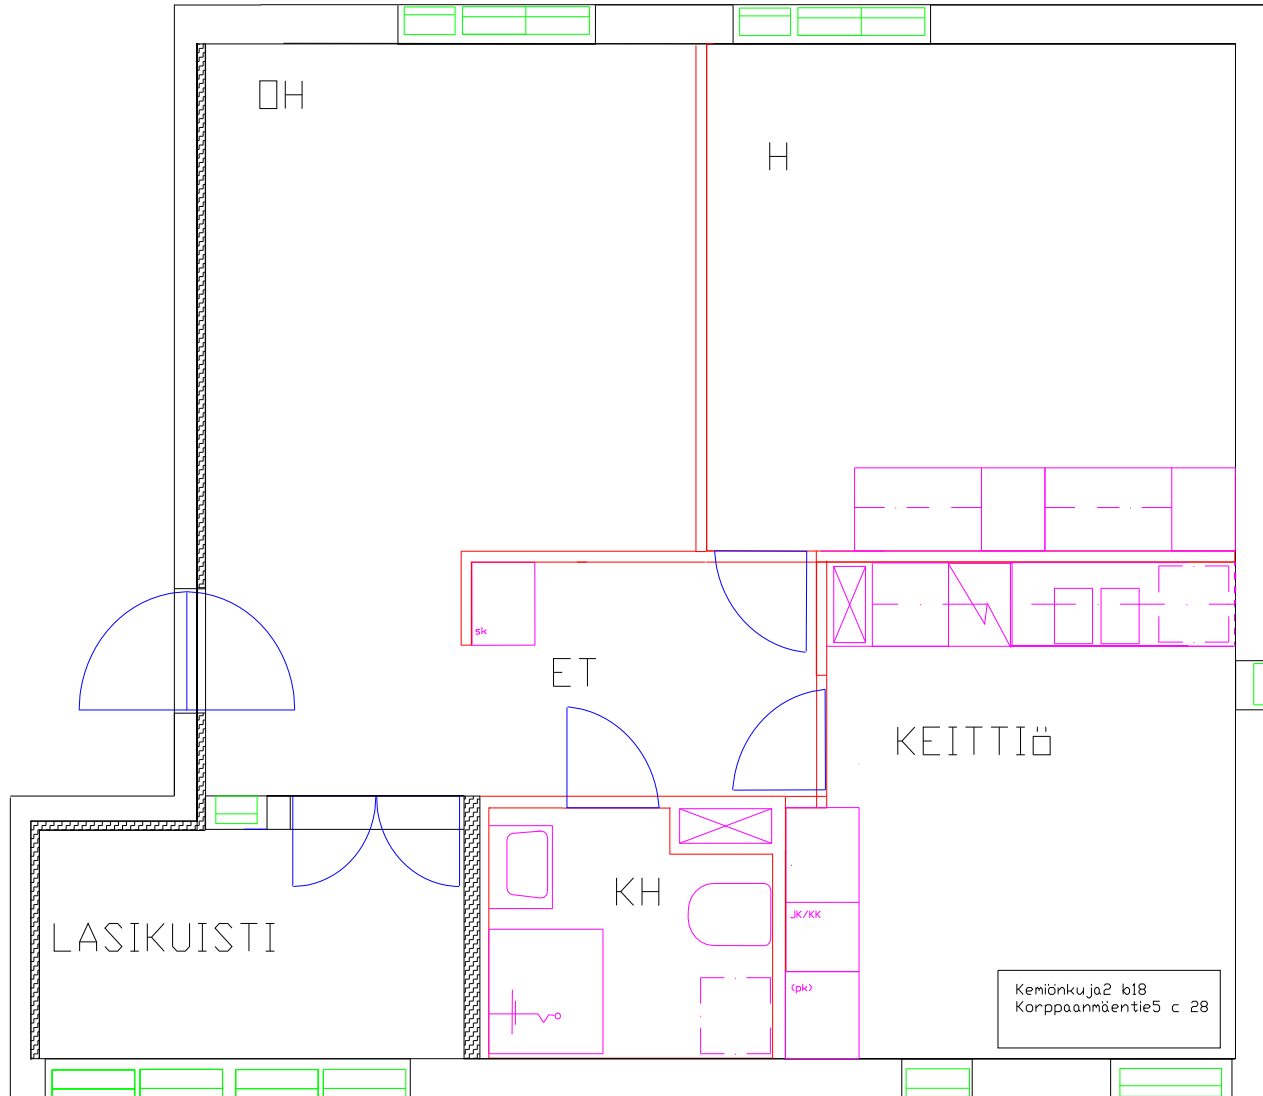 OH
H
sk
ET
KEITTIö
KH
JK/KK
LASIKUISTI
(pk)
Kemiönkuja2 b18
Korppaanmäentie5 c 28